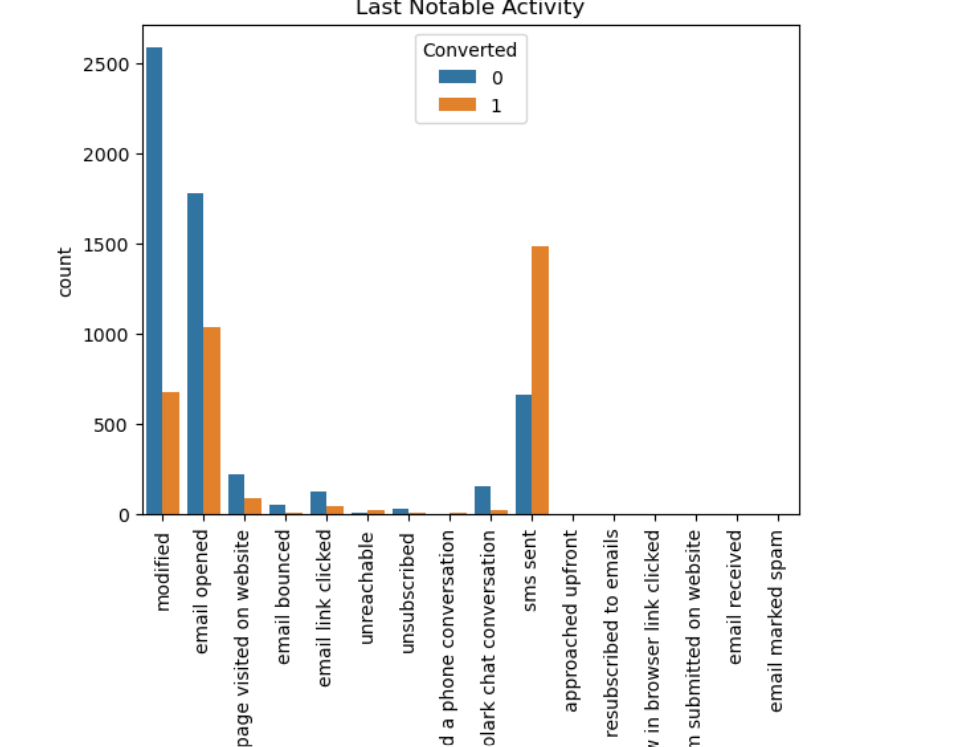 Last Notable Activity
Converted
0
1
2500
2000
1500
1000
500
0
count
modified
email opened
page visited on website
email bounced
email link clicked
unreachable
unsubscribed
d a phone conversation
olark chat conversation
sms sent
approached upfront
resubscribed to emails
w in browser link clicked
m submitted on website
email received
email marked spam